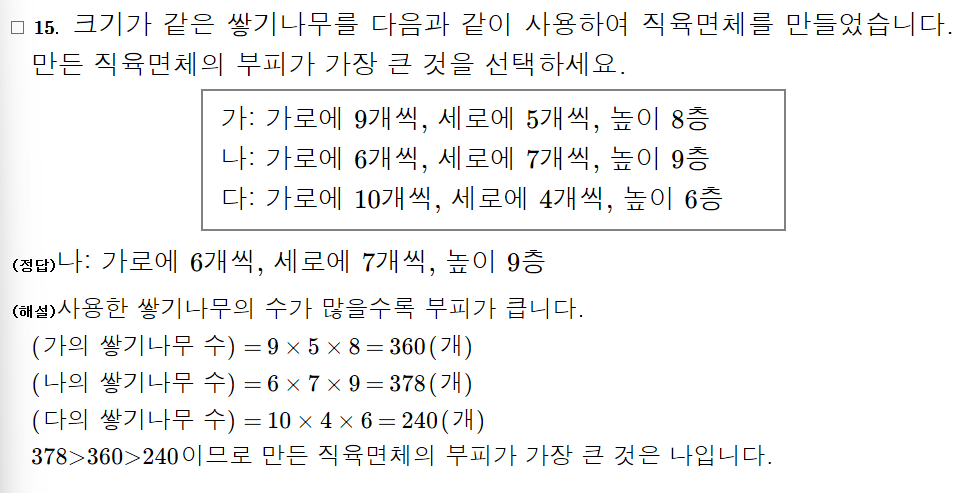 □ 15. 크기가 같은 쌓기나무를 다음과 같이 사용하여 직육면체를 만들었습니다.
만든 직육면체의 부피가 가장 큰 것을 선택하세요.
가: 가로에 9개씩, 세로에 5개씩, 높이 8층
나: 가로에 6개씩, 세로에 7개씩, 높이 9층
다: 가로에 10개씩, 세로에 4개씩, 높이 6층
(정답)나: 가로에 6개씩, 세로에 7개씩, 높이 9층
(해설)사용한 쌓기나무의 수가 많을수록 부피가 큽니다.
(가의 쌓기나무 수) = 9 × 5 × 8 = 360(개)
(나의 쌓기나무 수) = 6 × 7 × 9 = 378(개)
(다의 쌓기나무 수) = 10 × 4 × 6 = 240(개)
378>360>240이므로 만든 직육면체의 부피가 가장 큰 것은 나입니다.